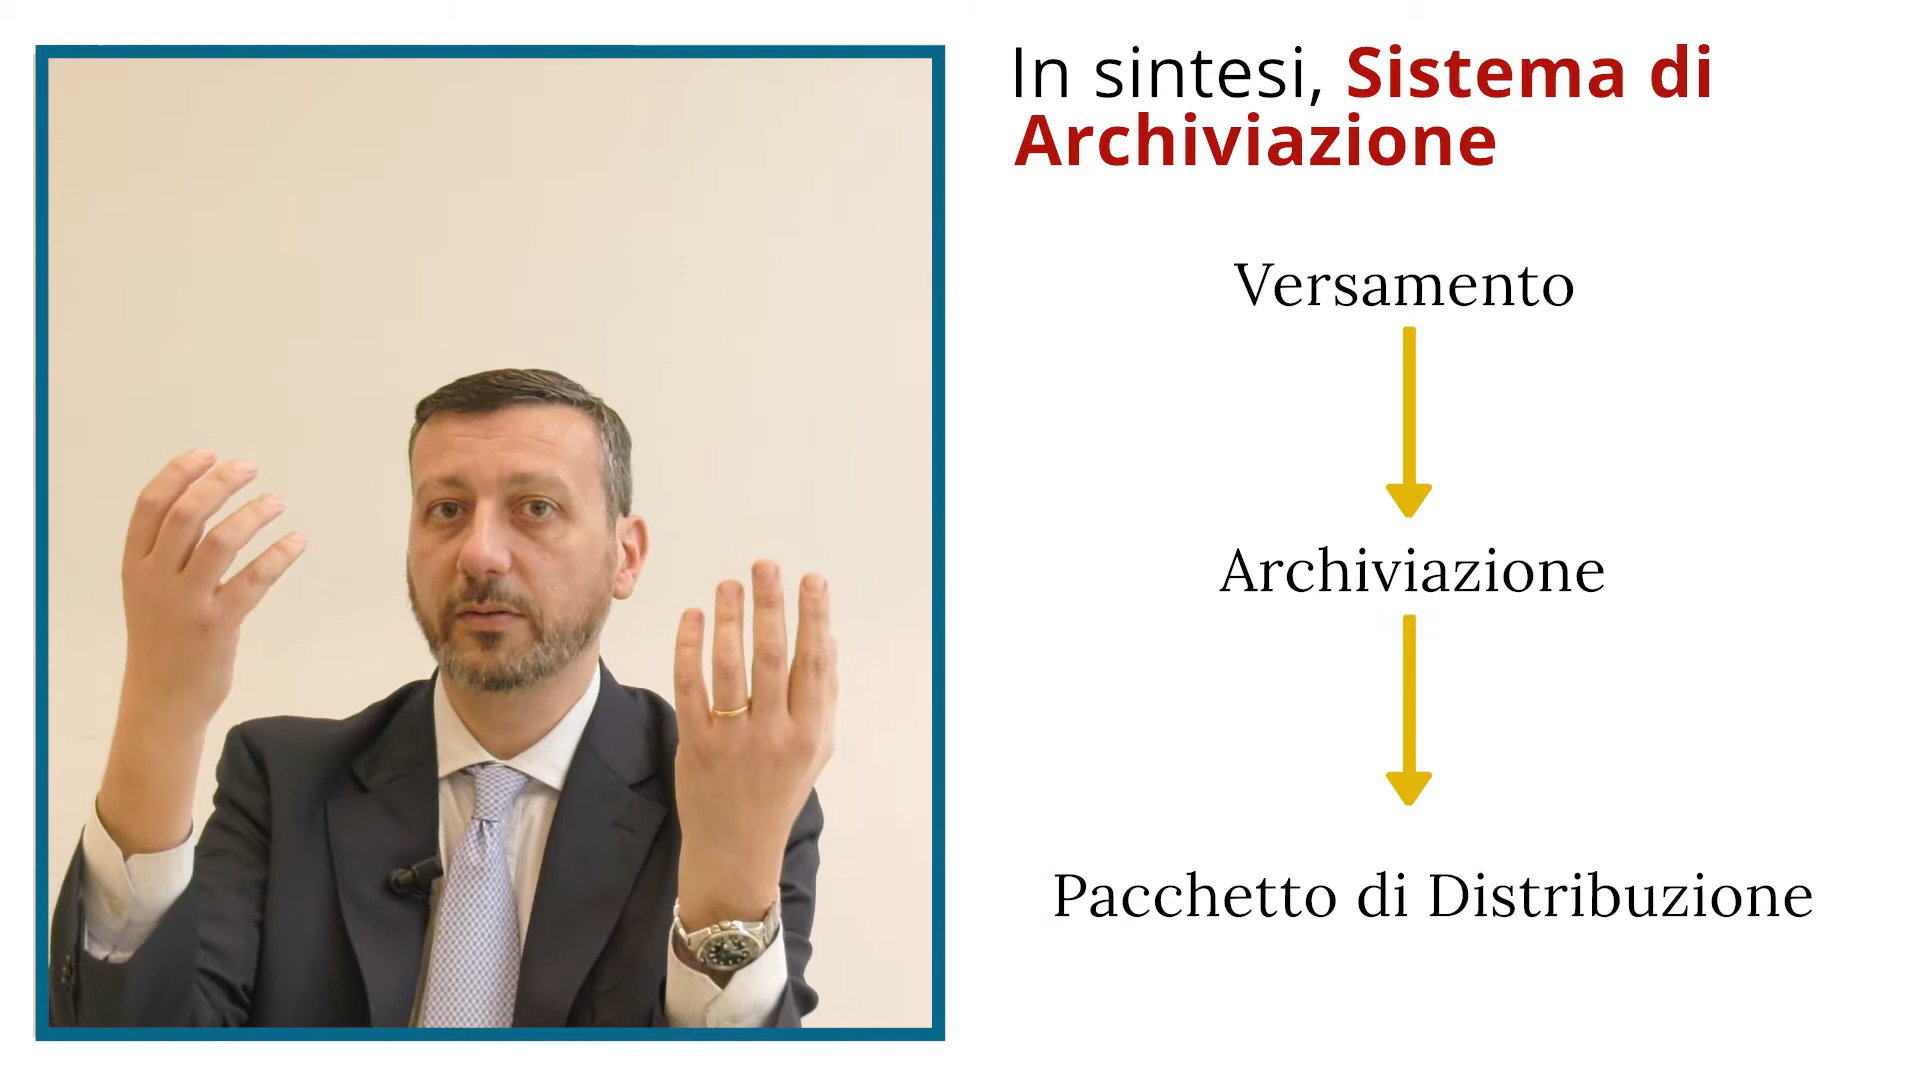 In sintesi, Sistema di
Archiviazione
Versamento
Archiviazione
Pacchetto di Distribuzione